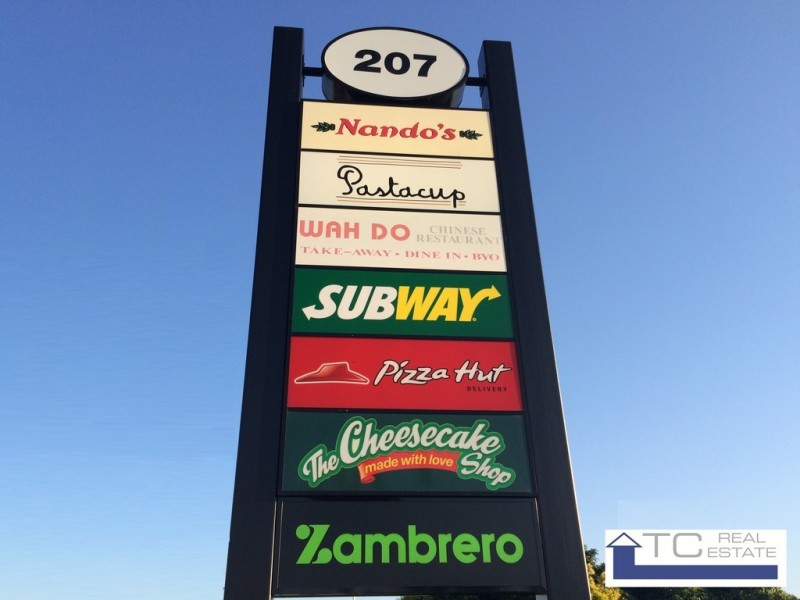 207
Nando's
Pastacup
WAH DO CHINESE RESTAURANT
TAKE-AWAY • DINE IN • BYO
SUBWAY
Pizza Hut
DELIVERY
The Cheesecake Shop
made with love
Zambrero
TC REAL ESTATE